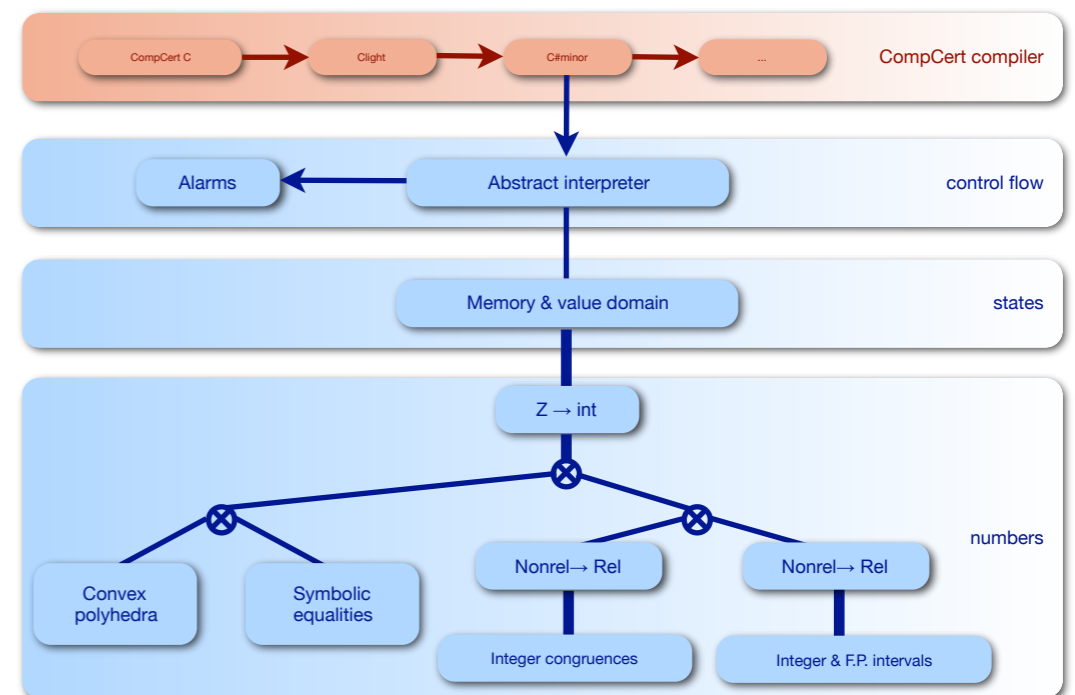 CompCert C
Clight
C#minor
...
CompCert compiler
Alarms
Abstract interpreter
control flow
Memory & value domain
states
Z → int
numbers
Nonrel→ Rel
Nonrel→ Rel
Convex
polyhedra
Symbolic
equalities
Integer congruences
Integer & F.P. intervals